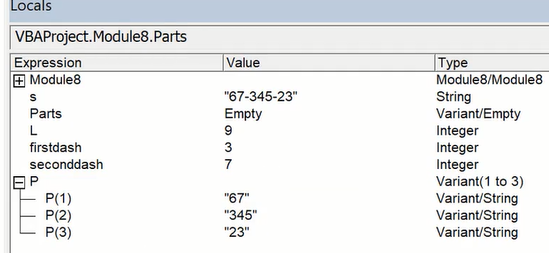 Locals
VBAProject.Module8.Parts
Expression Value Type
Module8 Module8/Module8
s "67-345-23" String
Parts Empty Variant/Empty
L 9 Integer
firstdash 3 Integer
seconddash 7 Integer
P Variant(1 to 3)
P(1) "67" Variant/String
P(2) "345" Variant/String
P(3) "23" Variant/String